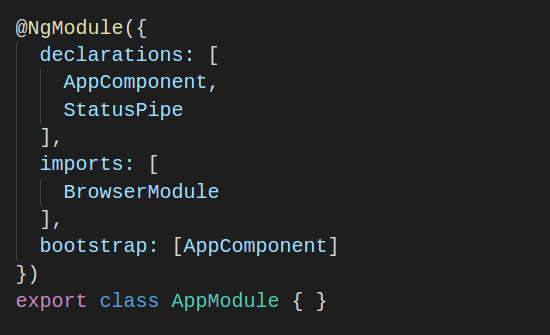 @NgModule({
  declarations: [
    AppComponent,
    StatusPipe
  ],
  imports: [
    BrowserModule
  ],
  bootstrap: [AppComponent]
})
export class AppModule { }